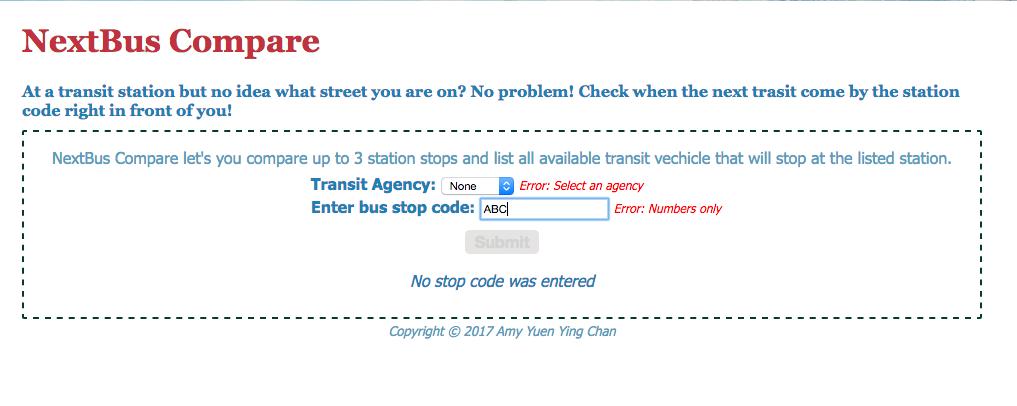 NextBus Compare
At a transit station but no idea what street you are on? No problem! Check when the next trasit come by the station
code right in front of you!
NextBus Compare let's you compare up to 3 station stops and list all available transit vechicle that will stop at the listed station.
Transit Agency: None Error: Select an agency
Enter bus stop code: ABC Error: Numbers only
Submit
No stop code was entered
Copyright © 2017 Amy Yuen Ying Chan